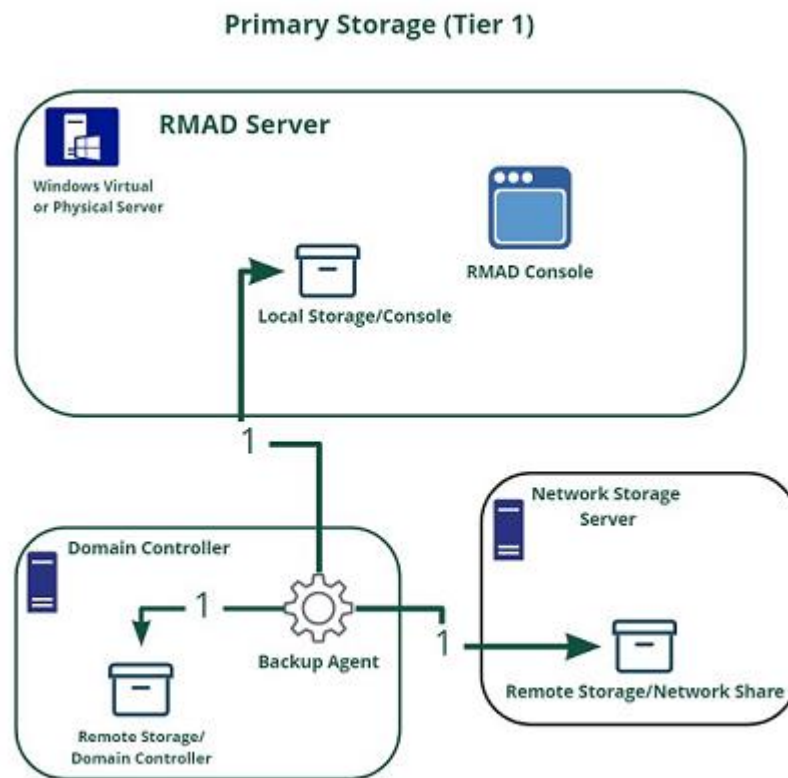 Primary Storage (Tier 1)
RMAD Server
Windows Virtual
or Physical Server
RMAD Console
Local Storage/Console
1
Network Storage
Server
Domain Controller
1
1
Backup Agent
Remote Storage/Network Share
Remote Storage/
Domain Controller